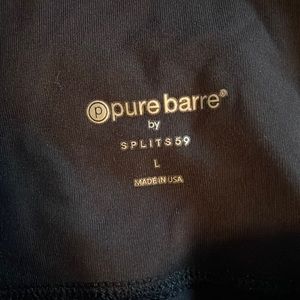 p pure barre®
by
SPLITS59
L
MADE IN USA